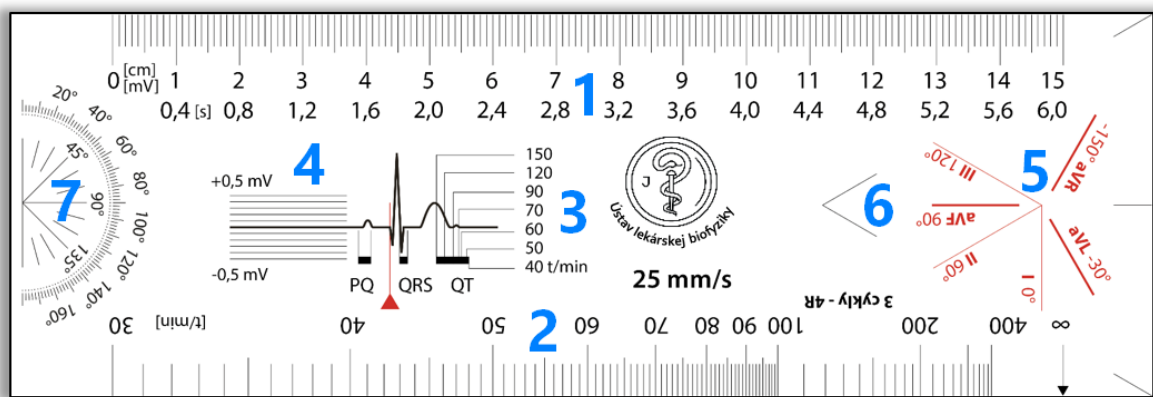 0 [cm] 1 2 3 4 5 6 7 8 9 10 11 12 13 14 15
[mV]
0,4 [s] 0,8 1,2 1,6 2,0 2,4 2,8 3,2 3,6 4,0 4,4 4,8 5,2 5,6 6,0
1
20° 40° 60° 80° 100° 120° 140° 160°
45° 90° 135°
7
4
+0,5 mV
-0,5 mV
PQ QRS QT
150
120
90
70
60
50
40 t/min
3
J
Ústav lekárskej biofyziky
25 mm/s
6
5
-150° aVR
III 120°
aVF 90°
II 60°
I 0°
aVL -30°
3 cykly - 4R
30 [t/min] 40 50 60 70 80 90 100 200 400 ∞
2